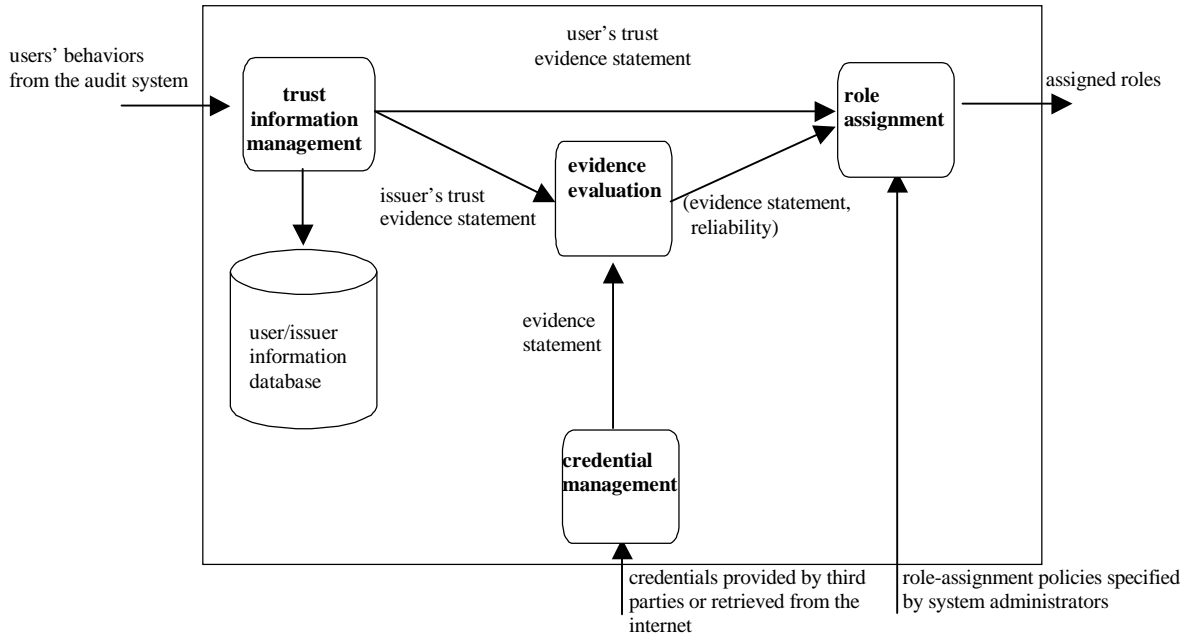 user's trust
evidence statement
users' behaviors
from the audit system
trust
information
management
role
assignment
assigned roles
evidence
evaluation
issuer's trust
evidence statement
(evidence statement,
reliability)
user/issuer
information
database
evidence
statement
credential
management
credentials provided by third
parties or retrieved from the
internet
role-assignment policies specified
by system administrators